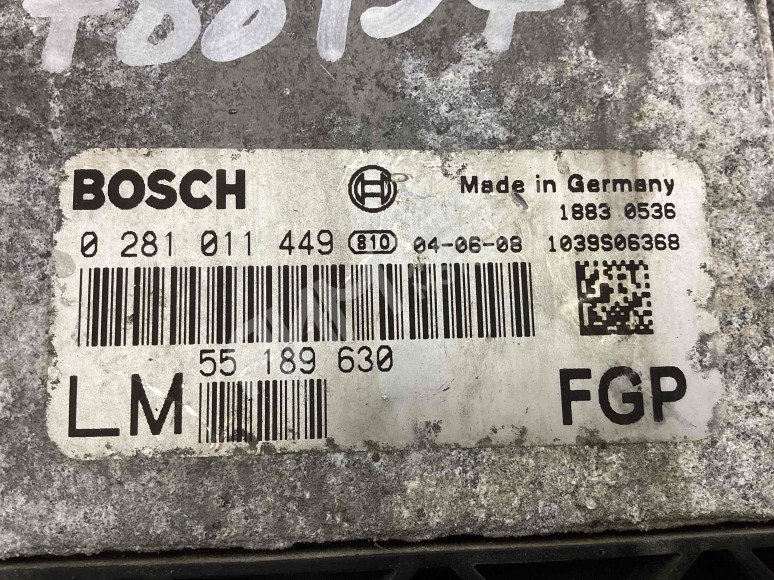 BOSCH Made in Germany
1883 0536
0 281 011 449 810 04-06-08 1039S06368
55 189 630
LM FGP